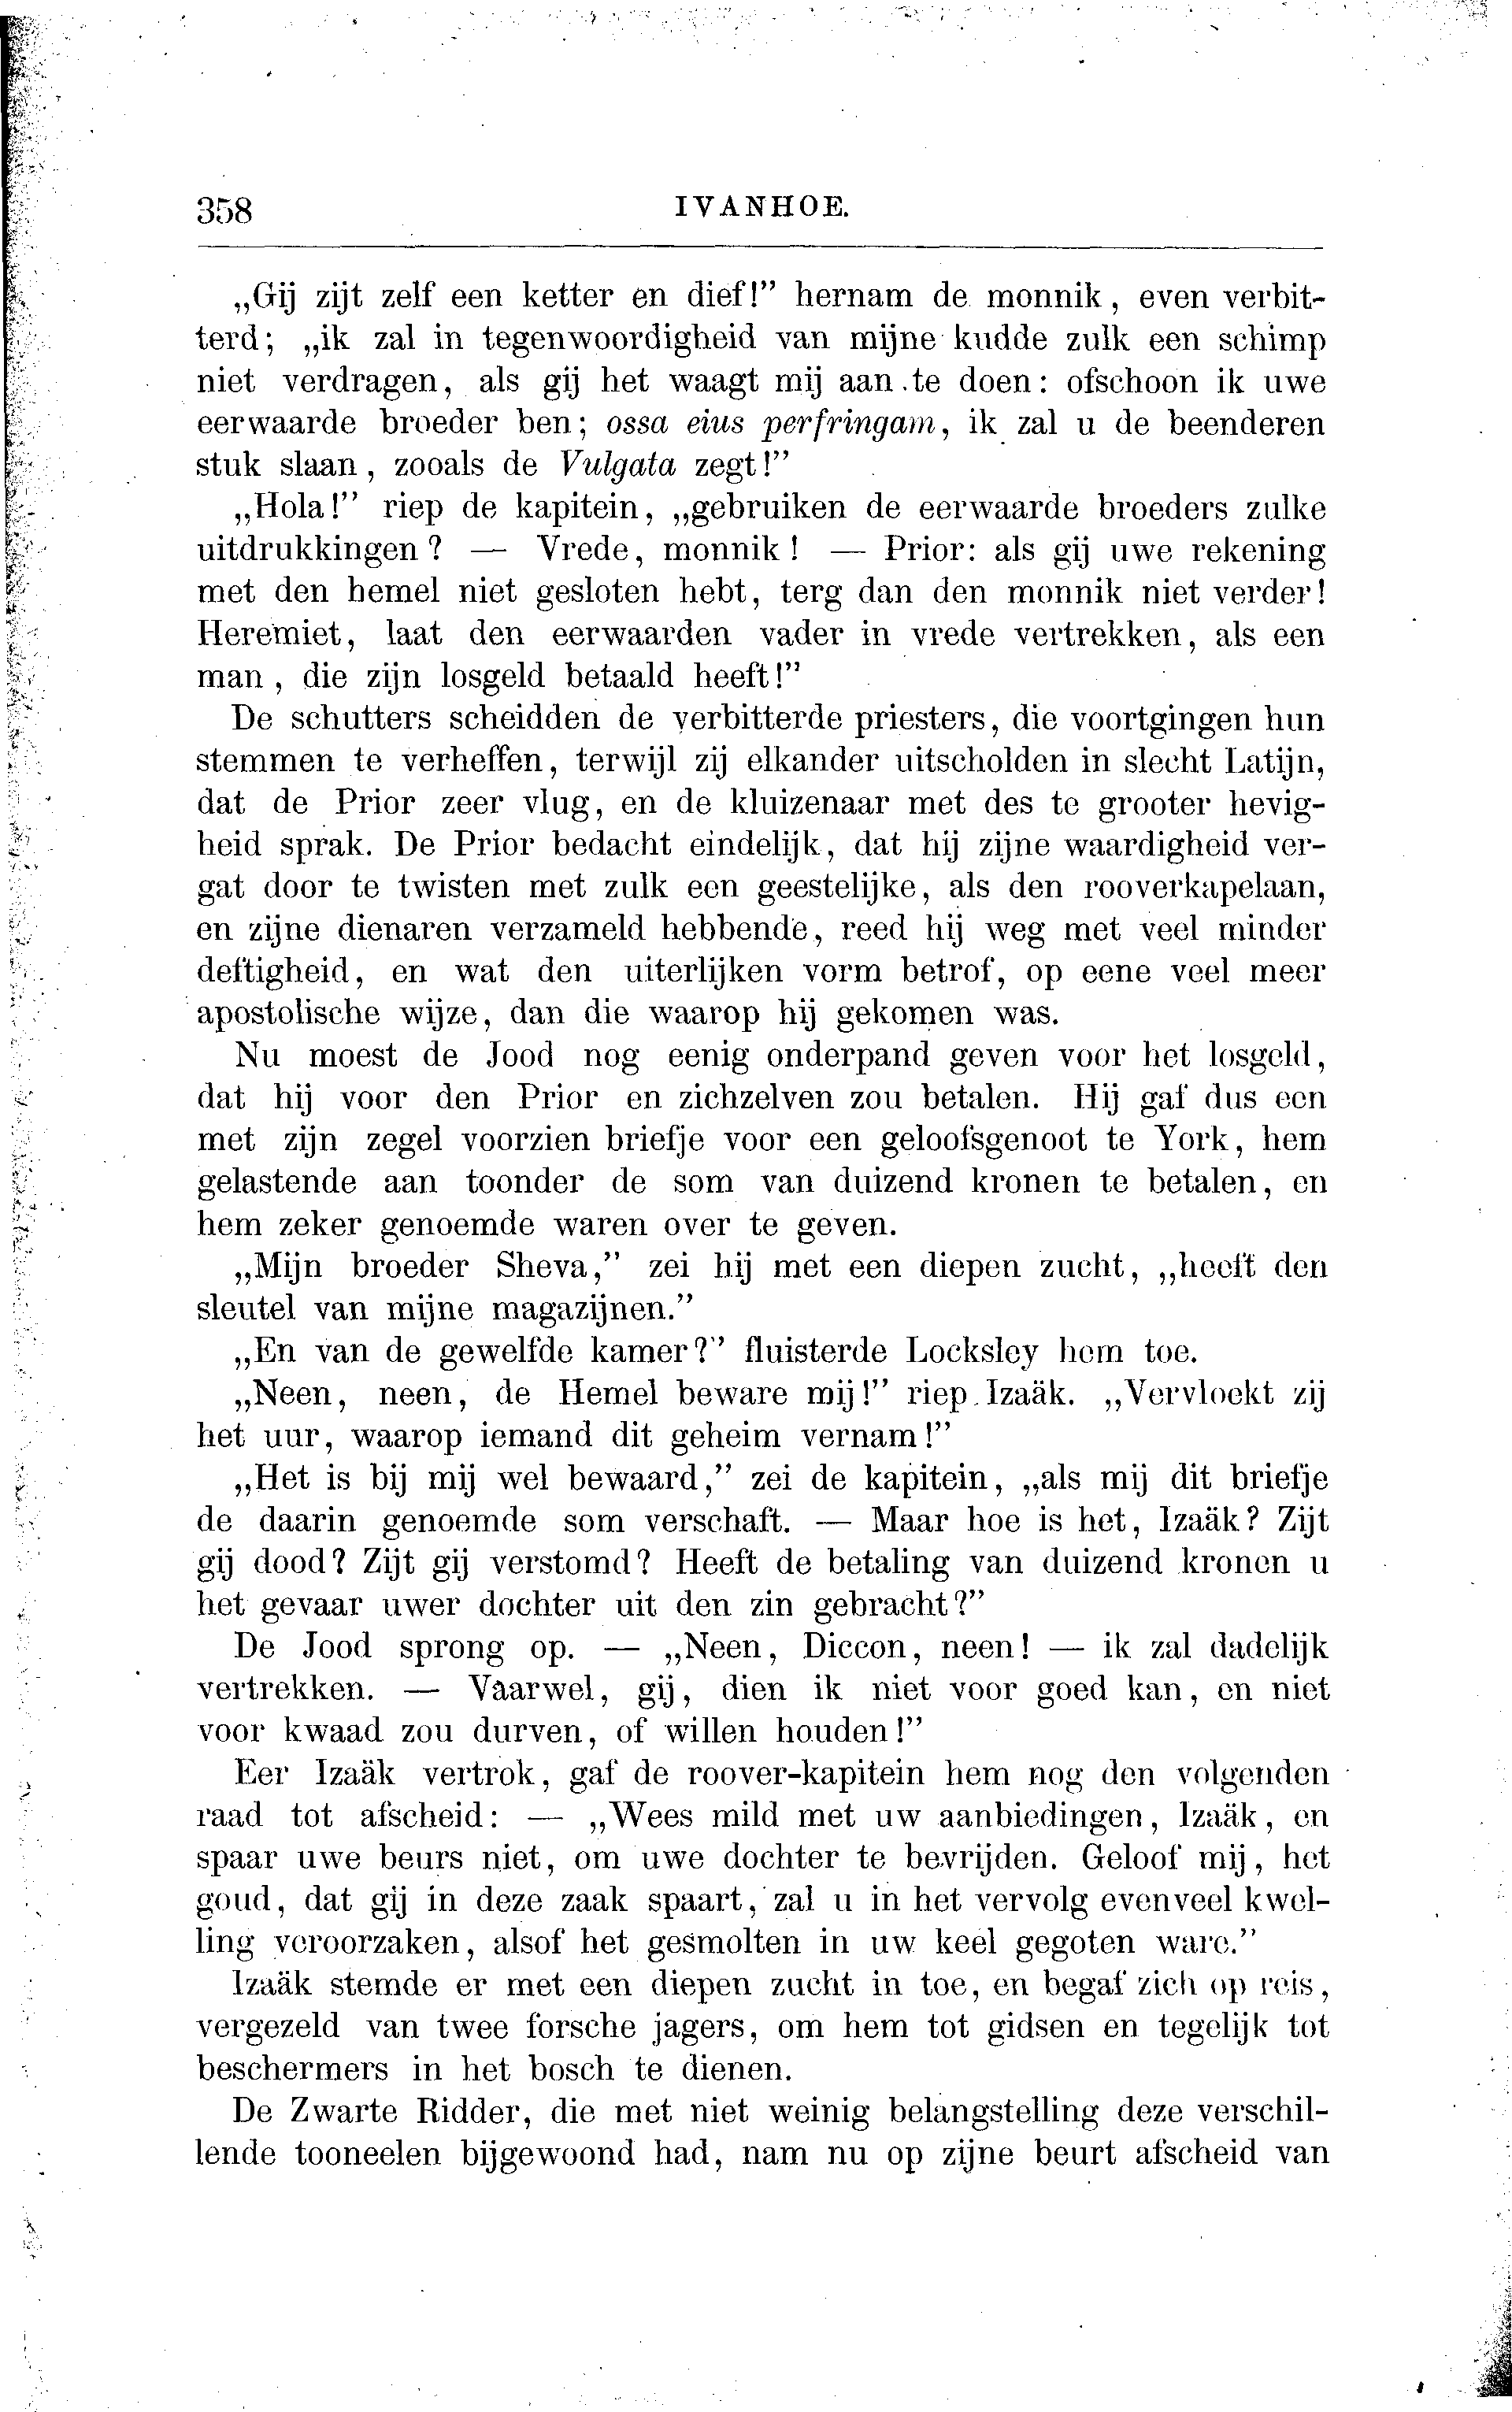 358
IVANHOE.
„Gij zijt zelf een ketter en dief!” hernam de monnik, even verbit-
terd; „ik zal in tegenwoordigheid van mijne kudde zulk een schimp
niet verdragen, als gij het waagt mij aan te doen: ofschoon ik uwe
eerwaarde broeder ben; ossa eius perfringam, ik zal u de beenderen
stuk slaan, zooals de Vulgata zegt!”
„Hola!” riep de kapitein, „gebruiken de eerwaarde broeders zulke
uitdrukkingen? — Vrede, monnik! — Prior: als gij uwe rekening
met den hemel niet gesloten hebt, terg dan den monnik niet verder!
Heremiet, laat den eerwaarden vader in vrede vertrekken, als een
man, die zijn losgeld betaald heeft!”
De schutters scheidden de verbitterde priesters, die voortgingen hun
stemmen te verheffen, terwijl zij elkander uitscholden in slecht Latijn,
dat de Prior zeer vlug, en de kluizenaar met des te grooter hevig-
heid sprak. De Prior bedacht eindelijk, dat hij zijne waardigheid ver-
gat door te twisten met zulk een geestelijke, als den rooverkapelaan,
en zijne dienaren verzameld hebbende, reed hij weg met veel minder
deftigheid, en wat den uiterlijken vorm betrof, op eene veel meer
apostolische wijze, dan die waarop hij gekomen was.
Nu moest de Jood nog eenig onderpand geven voor het losgeld,
dat hij voor den Prior en zichzelven zou betalen. Hij gaf dus een
met zijn zegel voorzien briefje voor een geloofsgenoot te York, hem
gelastende aan toonder de som van duizend kronen te betalen, en
hem zeker genoemde waren over te geven.
„Mijn broeder Sheva,” zei hij met een diepen zucht, „heeft den
sleutel van mijne magazijnen.”
„En van de gewelfde kamer?” fluisterde Locksley hem toe.
„Neen, neen, de Hemel beware mij!” riep Izaäk. „Vervloekt zij
het uur, waarop iemand dit geheim vernam!”
„Het is bij mij wel bewaard,” zei de kapitein, „als mij dit briefje
de daarin genoemde som verschaft. — Maar hoe is het, Izaäk? Zijt
gij dood? Zijt gij verstomd? Heeft de betaling van duizend kronen u
het gevaar uwer dochter uit den zin gebracht?”
De Jood sprong op. — „Neen, Diccon, neen! — ik zal dadelijk
vertrekken. — Vaarwel, gij, dien ik niet voor goed kan, en niet
voor kwaad zou durven, of willen houden!”
Eer Izaäk vertrok, gaf de roover-kapitein hem nog den volgenden
raad tot afscheid: — „Wees mild met uw aanbiedingen, Izaäk, en
spaar uwe beurs niet, om uwe dochter te bevrijden. Geloof mij, het
goud, dat gij in deze zaak spaart, zal u in het vervolg evenveel kwel-
ling veroorzaken, alsof het gesmolten in uw keel gegoten ware.”
Izaäk stemde er met een diepen zucht in toe, en begaf zich op reis,
vergezeld van twee forsche jagers, om hem tot gidsen en tegelijk tot
beschermers in het bosch te dienen.
De Zwarte Ridder, die met niet weinig belangstelling deze verschil-
lende tooneelen bijgewoond had, nam nu op zijne beurt afscheid van